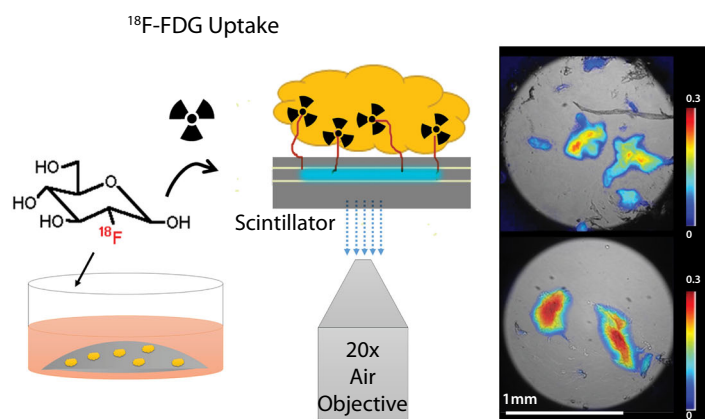 ¹⁸F-FDG Uptake
HO
HO
HO
O
OH
¹⁸F
Scintillator
20x
Air
Objective
0.3
0
0.3
0
1mm